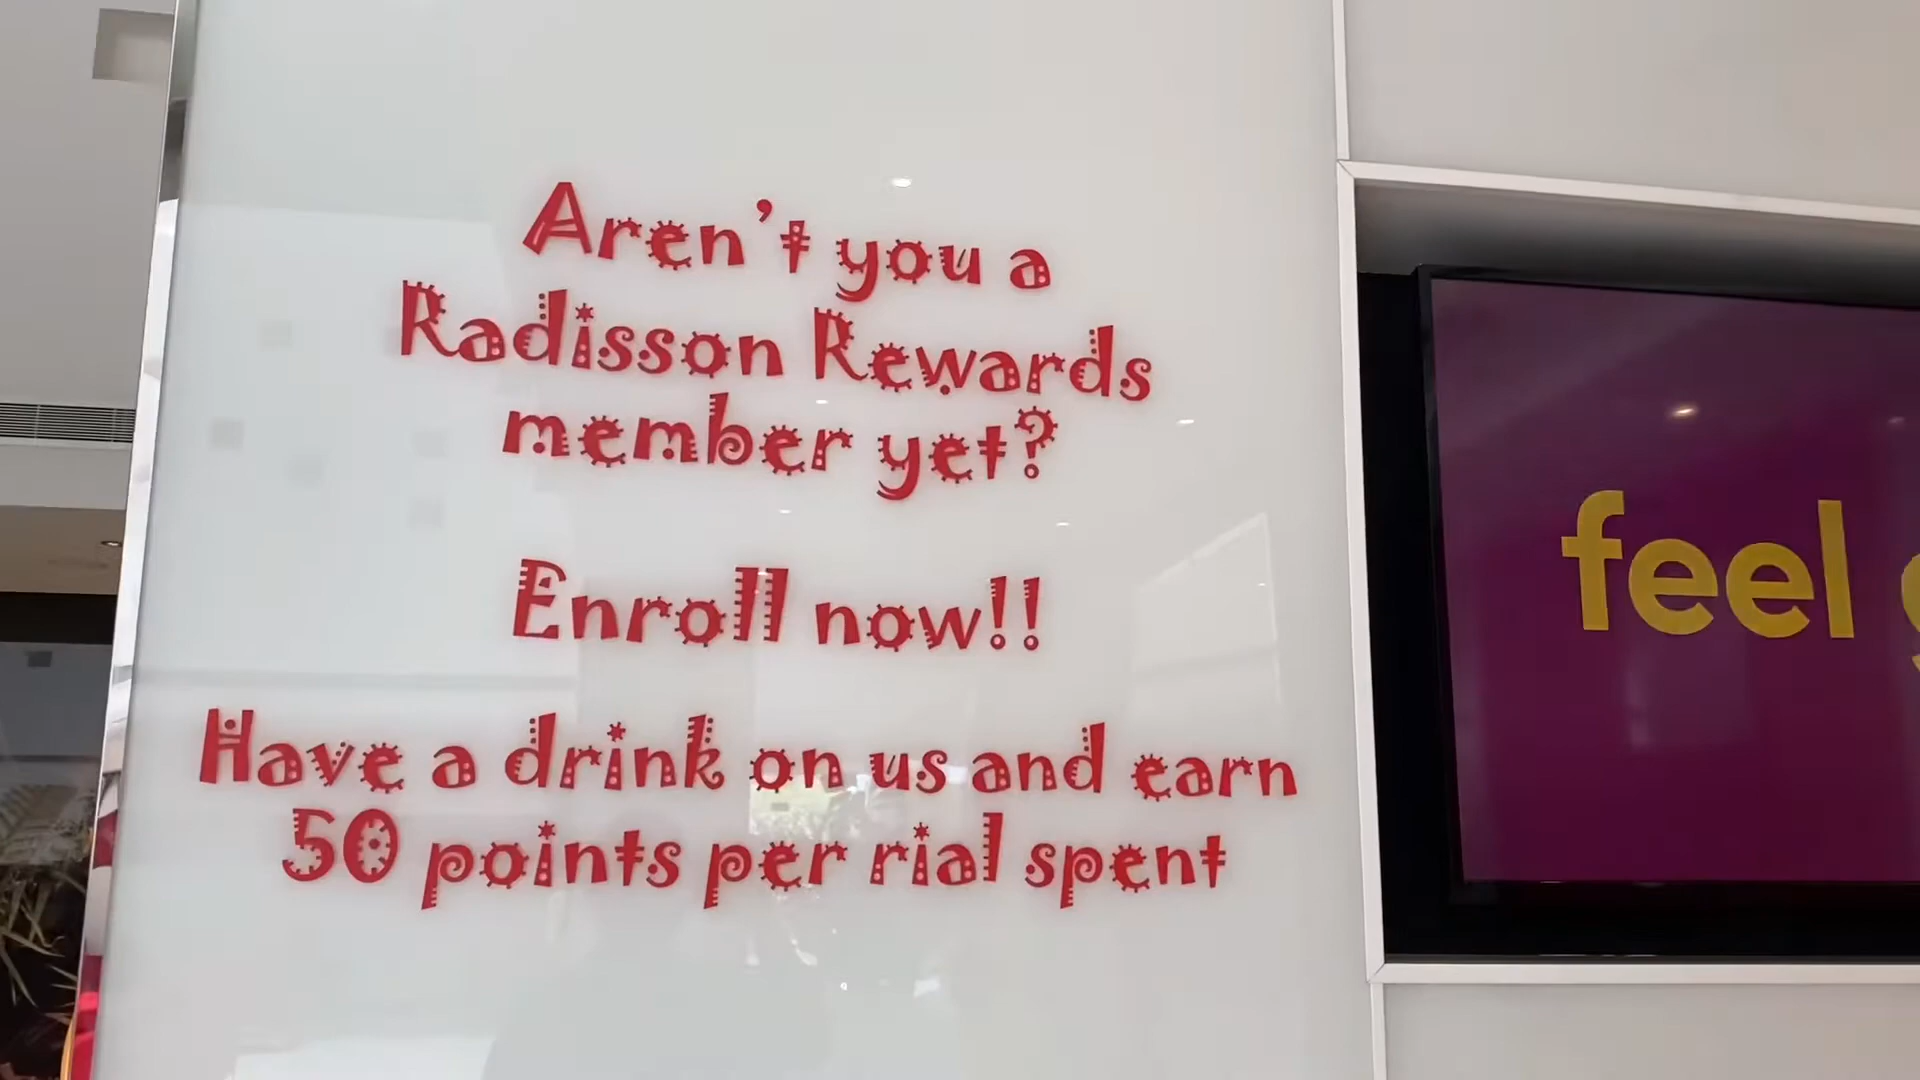 Aren't you a
Radisson Rewards
member yet?
Enroll now!!
Have a drink on us and earn
50 points per rial spent
feel